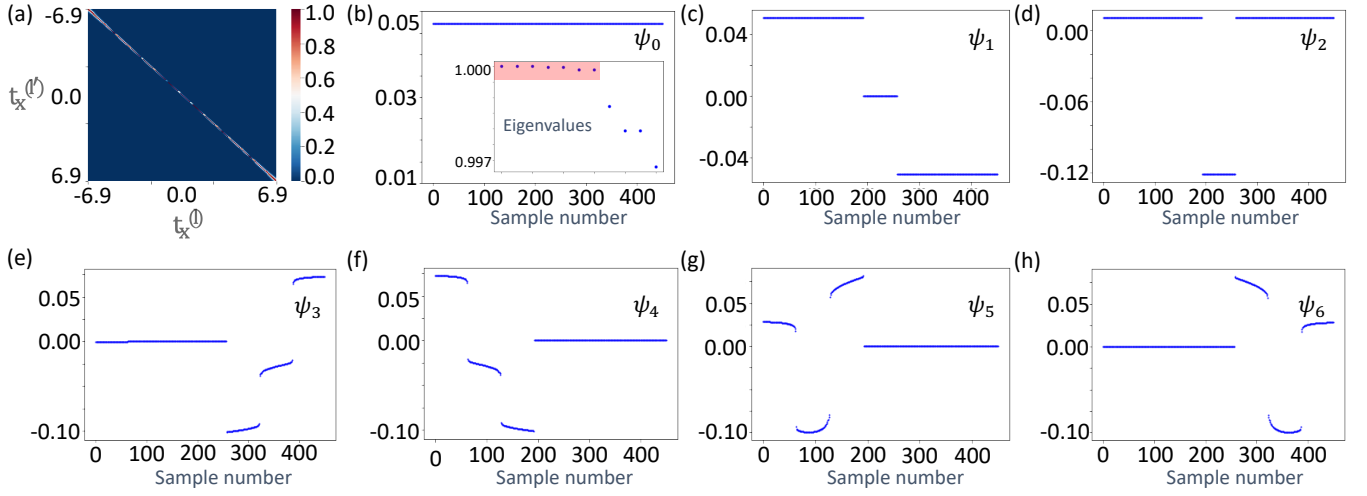 (a)
-6.9
0.0
6.9
t_x^(l′)
-6.9
0.0
6.9
t_x^(l)
1.0
0.8
0.6
0.4
0.2
0.0
(b)
0.05
0.03
0.01
ψ₀
1.000
0.997
Eigenvalues
0
100
200
300
400
Sample number
(c)
0.04
0.00
-0.04
ψ₁
0
100
200
300
400
Sample number
(d)
-0.00
-0.06
-0.12
ψ₂
0
100
200
300
400
Sample number
(e)
0.05
0.00
-0.10
ψ₃
0
100
200
300
400
Sample number
(f)
0.05
0.00
-0.10
ψ₄
0
100
200
300
400
Sample number
(g)
0.05
0.00
-0.10
ψ₅
0
100
200
300
400
Sample number
(h)
0.05
0.00
-0.10
ψ₆
0
100
200
300
400
Sample number